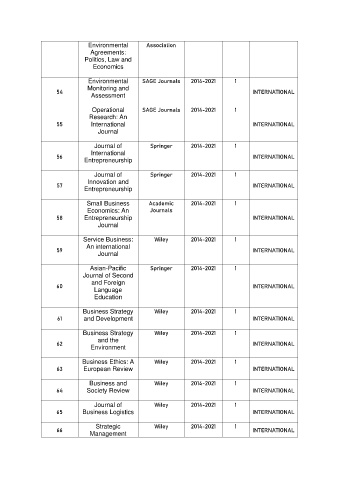 Environmental
Agreements:
Politics, Law and
Economics
Association
54
Environmental
Monitoring and
Assessment
SAGE Journals
2014-2021
1
INTERNATIONAL
55
Operational
Research: An
International
Journal
SAGE Journals
2014-2021
1
INTERNATIONAL
56
Journal of
International
Entrepreneurship
Springer
2014-2021
1
INTERNATIONAL
57
Journal of
Innovation and
Entrepreneurship
Springer
2014-2021
1
INTERNATIONAL
58
Small Business
Economics: An
Entrepreneurship
Journal
Academic
Journals
2014-2021
1
INTERNATIONAL
59
Service Business:
An international
Journal
Wiley
2014-2021
1
INTERNATIONAL
60
Asian-Pacific
Journal of Second
and Foreign
Language
Education
Springer
2014-2021
1
INTERNATIONAL
61
Business Strategy
and Development
Wiley
2014-2021
1
INTERNATIONAL
62
Business Strategy
and the
Environment
Wiley
2014-2021
1
INTERNATIONAL
63
Business Ethics: A
European Review
Wiley
2014-2021
1
INTERNATIONAL
64
Business and
Society Review
Wiley
2014-2021
1
INTERNATIONAL
65
Journal of
Business Logistics
Wiley
2014-2021
1
INTERNATIONAL
66
Strategic
Management
Wiley
2014-2021
1
INTERNATIONAL